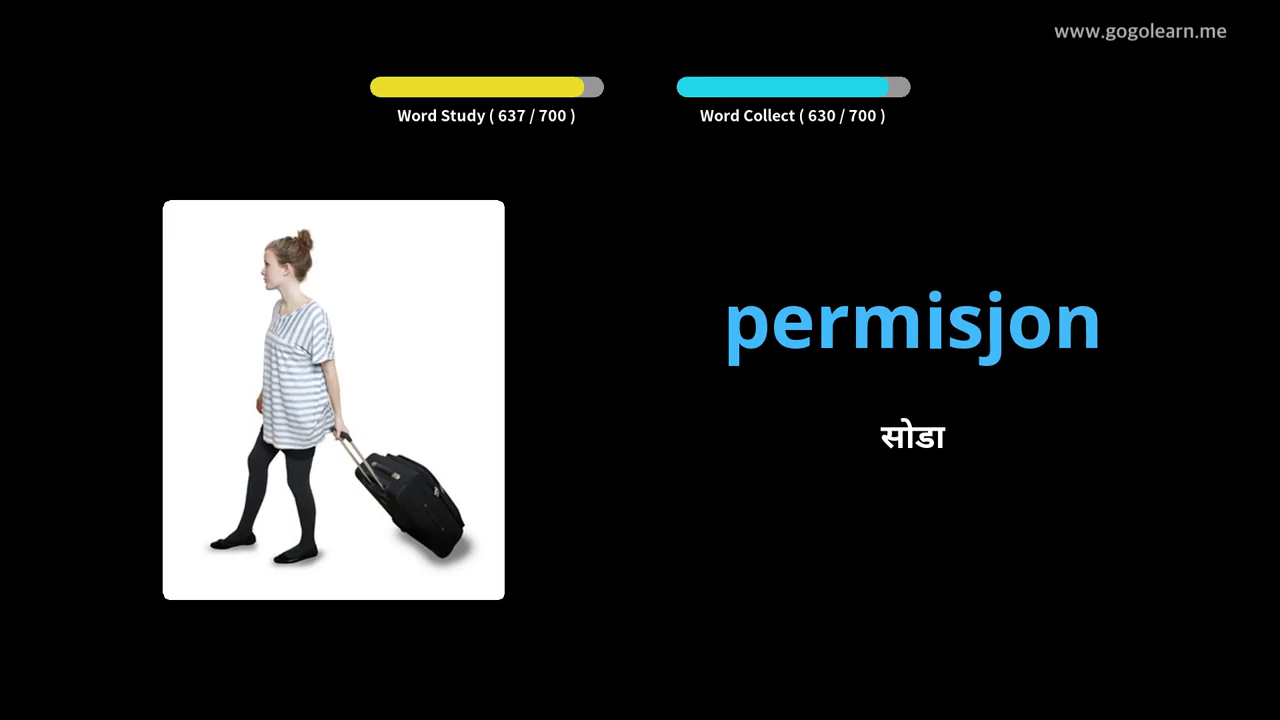 www.gogolearn.me
Word Study ( 637 / 700 )
Word Collect ( 630 / 700 )
permisjon
सोडा